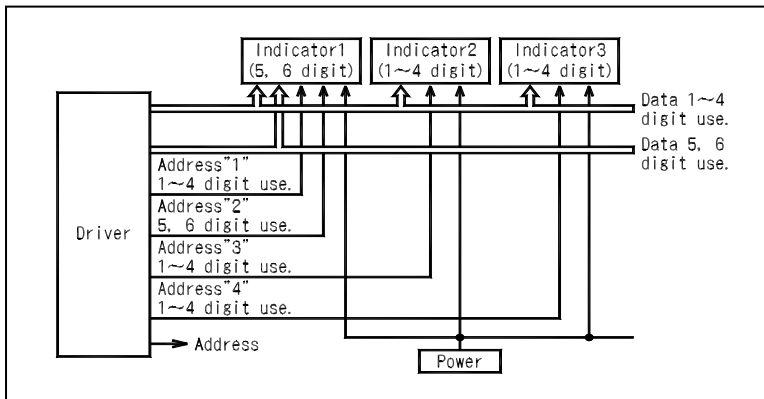 Indicator1
(5, 6 digit)
Indicator2
(1～4 digit)
Indicator3
(1～4 digit)
Data 1～4
digit use.
Data 5, 6
digit use.
Address"1"
1～4 digit use.
Address"2"
5, 6 digit use.
Address"3"
1～4 digit use.
Address"4"
1～4 digit use.
Driver
Address
Power